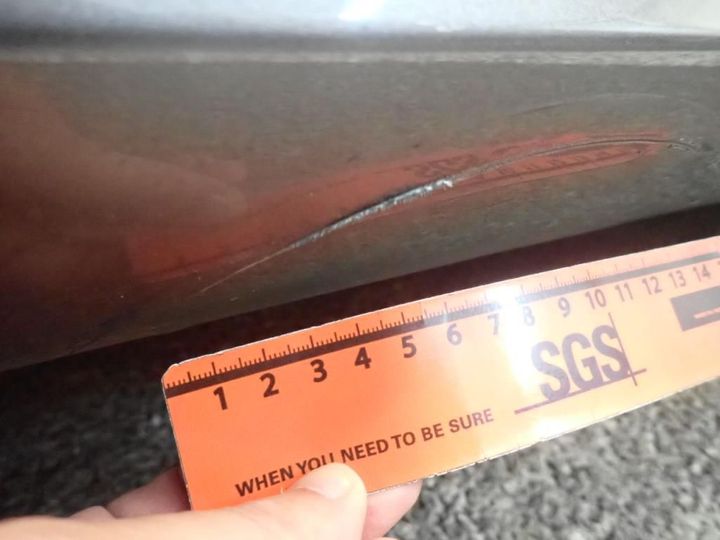 1 2 3 4 5 6 7 8 9 10 11 12 13 14
SGS
WHEN YOU NEED TO BE SURE